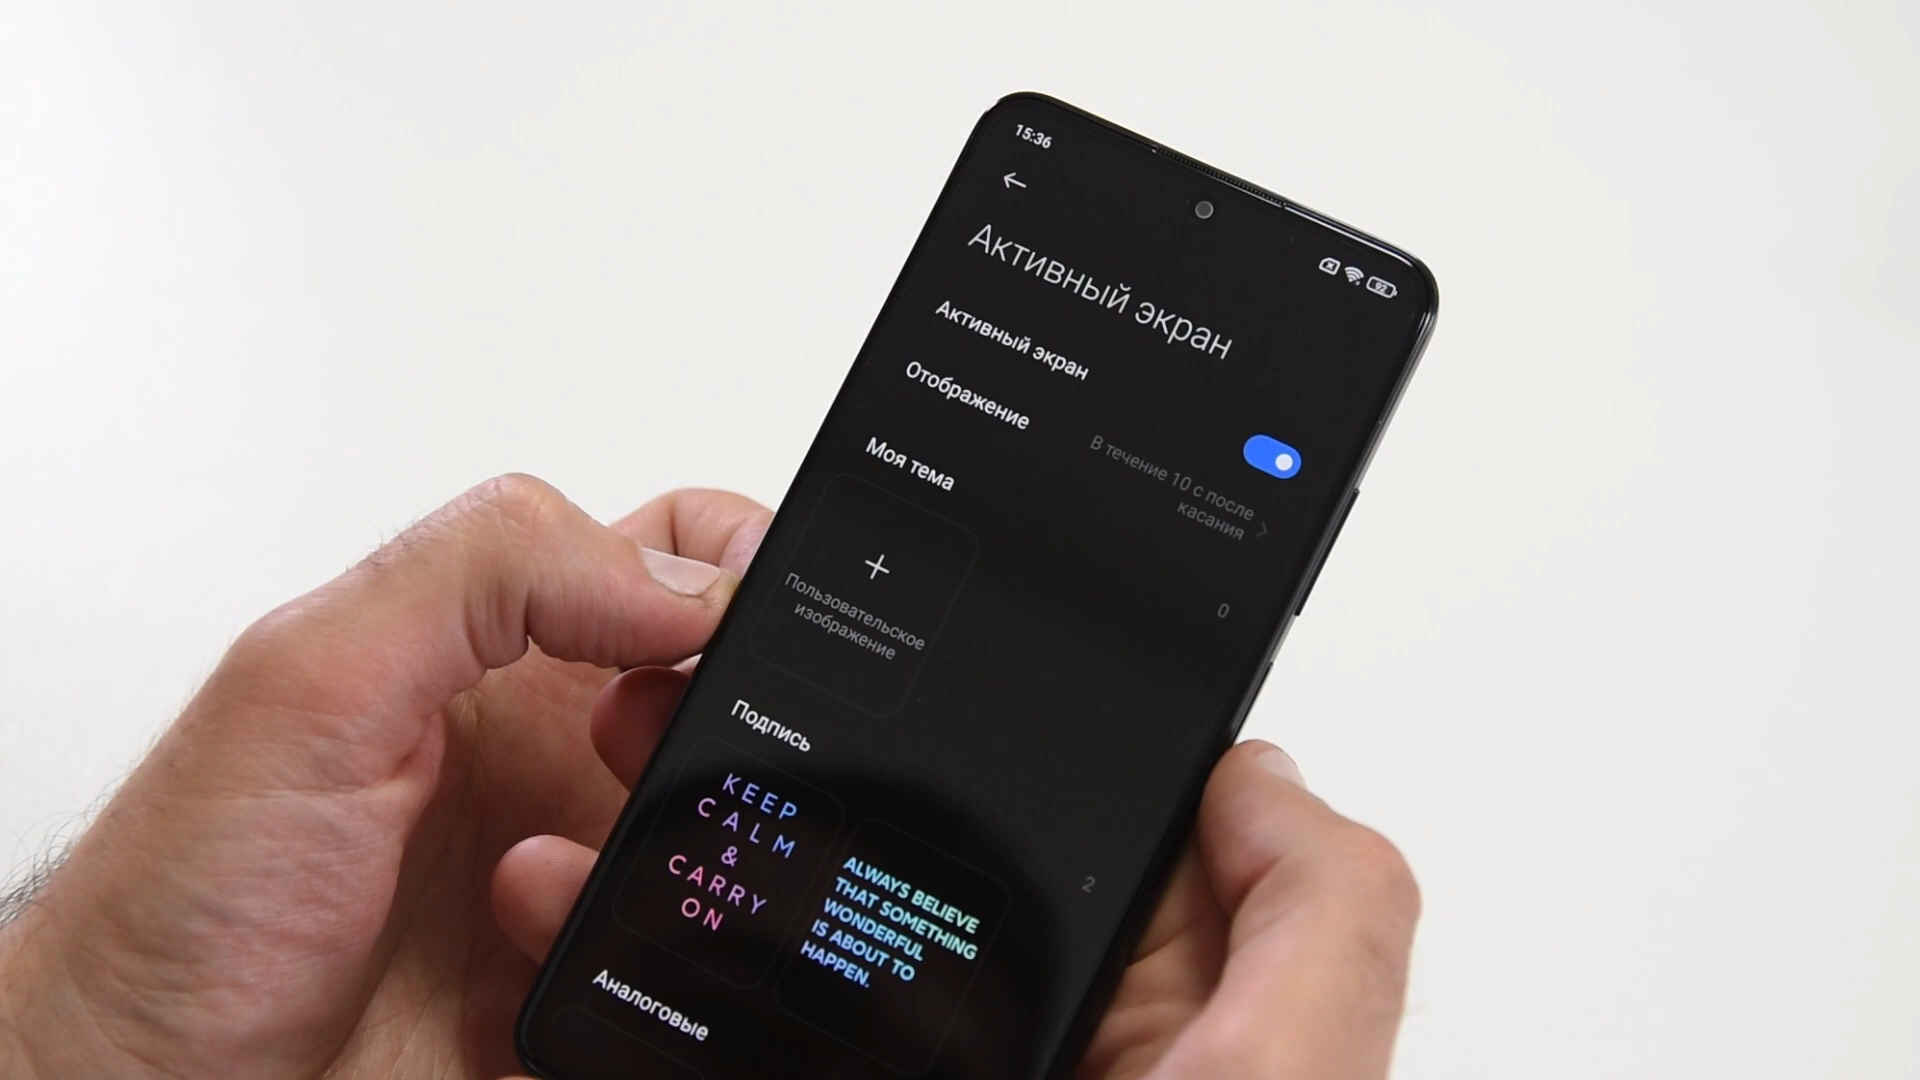 15:36
92
Активный экран
Активный экран
Отображение
В течение 10 с после
касания
Моя тема
0
Пользовательское
изображение
Подпись
2
KEEP
CALM
&
CARRY
ON
ALWAYS BELIEVE
THAT SOMETHING
WONDERFUL
IS ABOUT TO
HAPPEN.
Аналоговые